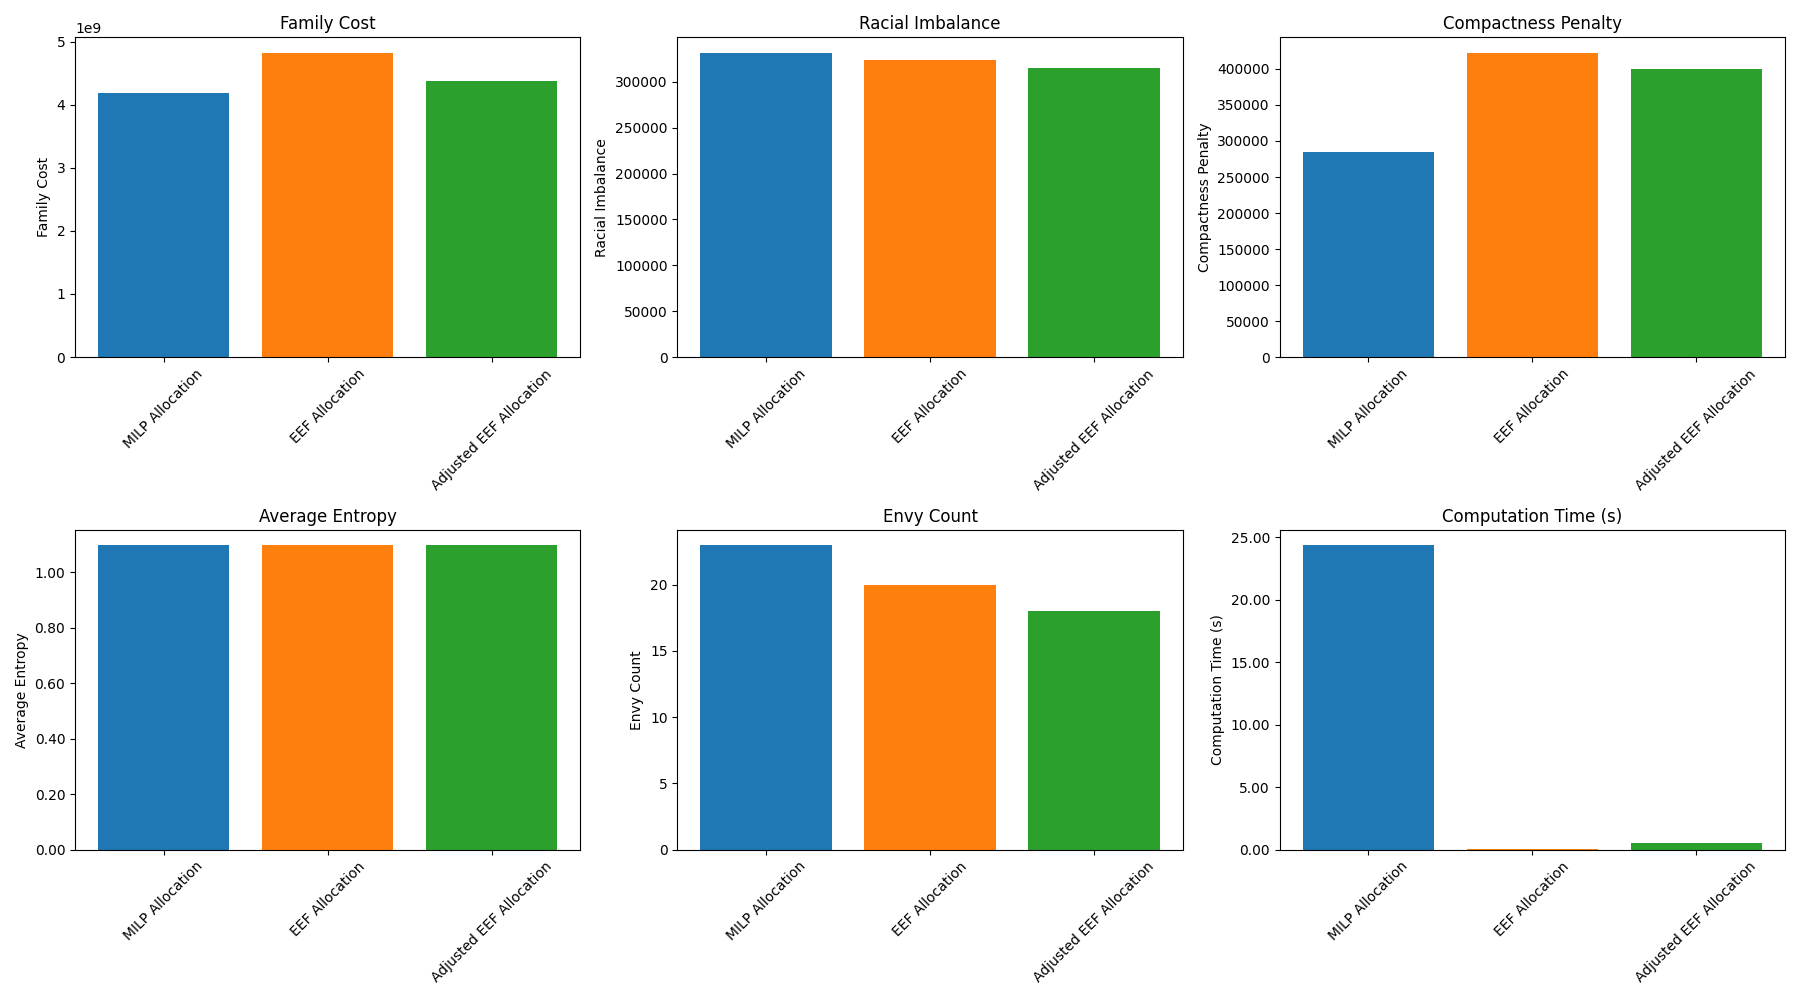 Family Cost
1e9
5
4
3
2
1
0
Family Cost
MILP Allocation
EEF Allocation
Adjusted EEF Allocation
Racial Imbalance
300000
250000
200000
150000
100000
50000
0
Racial Imbalance
MILP Allocation
EEF Allocation
Adjusted EEF Allocation
Compactness Penalty
400000
350000
300000
250000
200000
150000
100000
50000
0
Compactness Penalty
MILP Allocation
EEF Allocation
Adjusted EEF Allocation
Average Entropy
1.00
0.80
0.60
0.40
0.20
0.00
Average Entropy
MILP Allocation
EEF Allocation
Adjusted EEF Allocation
Envy Count
20
15
10
5
0
Envy Count
MILP Allocation
EEF Allocation
Adjusted EEF Allocation
Computation Time (s)
25.00
20.00
15.00
10.00
5.00
0.00
Computation Time (s)
MILP Allocation
EEF Allocation
Adjusted EEF Allocation